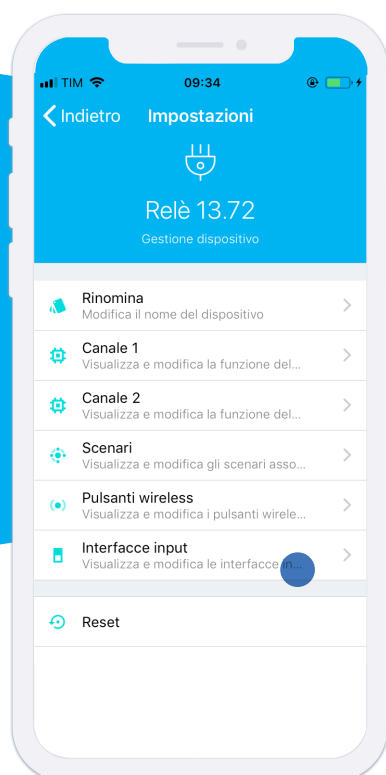 TIM 09:34
Indietro Impostazioni
Relè 13.72
Gestione dispositivo
Rinomina
Modifica il nome del dispositivo
Canale 1
Visualizza e modifica la funzione del...
Canale 2
Visualizza e modifica la funzione del...
Scenari
Visualizza e modifica gli scenari asso...
Pulsanti wireless
Visualizza e modifica i pulsanti wirele...
Interfacce input
Visualizza e modifica le interfacce in...
Reset